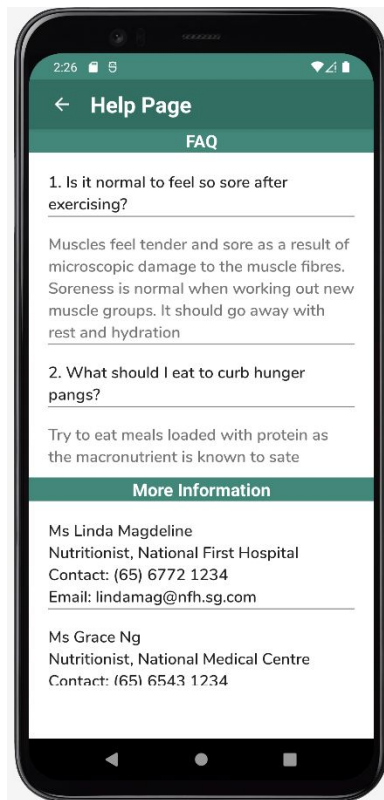 2:26
Help Page
FAQ
1. Is it normal to feel so sore after
exercising?
Muscles feel tender and sore as a result of
microscopic damage to the muscle fibres.
Soreness is normal when working out new
muscle groups. It should go away with
rest and hydration
2. What should I eat to curb hunger
pangs?
Try to eat meals loaded with protein as
the macronutrient is known to sate
More Information
Ms Linda Magdeline
Nutritionist, National First Hospital
Contact: (65) 6772 1234
Email: lindamag@nfh.sg.com
Ms Grace Ng
Nutritionist, National Medical Centre
Contact: (65) 6543 1234